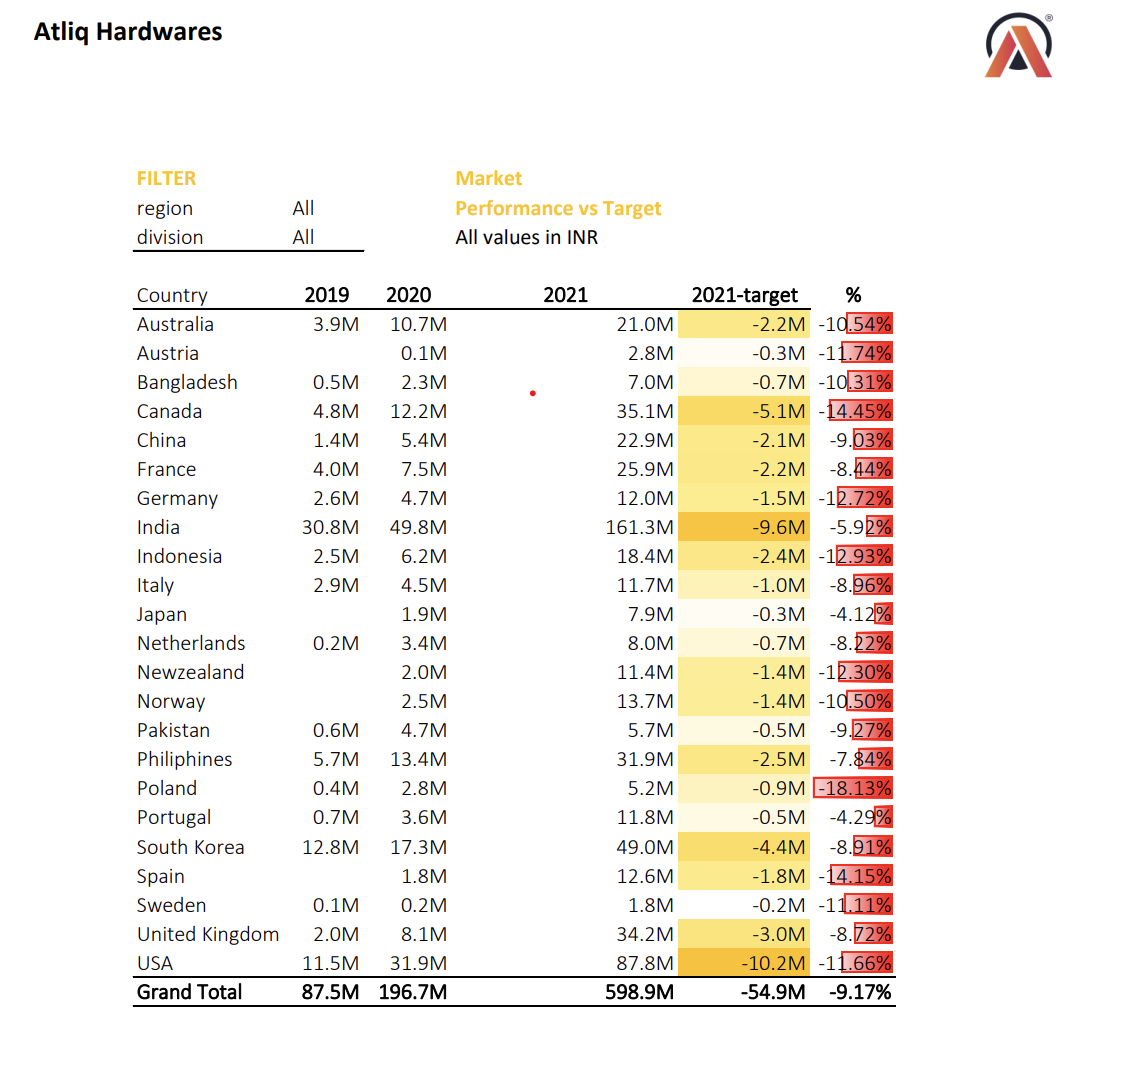 Atliq Hardwares
®
FILTER Market
region All Performance vs Target
division All All values in INR
Country 2019 2020 2021 2021-target %
Australia 3.9M 10.7M 21.0M -2.2M -10.54%
Austria 0.1M 2.8M -0.3M -11.74%
Bangladesh 0.5M 2.3M 7.0M -0.7M -10.31%
Canada 4.8M 12.2M 35.1M -5.1M -14.45%
China 1.4M 5.4M 22.9M -2.1M -9.03%
France 4.0M 7.5M 25.9M -2.2M -8.44%
Germany 2.6M 4.7M 12.0M -1.5M -12.72%
India 30.8M 49.8M 161.3M -9.6M -5.92%
Indonesia 2.5M 6.2M 18.4M -2.4M -12.93%
Italy 2.9M 4.5M 11.7M -1.0M -8.96%
Japan 1.9M 7.9M -0.3M -4.12%
Netherlands 0.2M 3.4M 8.0M -0.7M -8.22%
Newzealand 2.0M 11.4M -1.4M -12.30%
Norway 2.5M 13.7M -1.4M -10.50%
Pakistan 0.6M 4.7M 5.7M -0.5M -9.27%
Philiphines 5.7M 13.4M 31.9M -2.5M -7.84%
Poland 0.4M 2.8M 5.2M -0.9M -18.13%
Portugal 0.7M 3.6M 11.8M -0.5M -4.29%
South Korea 12.8M 17.3M 49.0M -4.4M -8.91%
Spain 1.8M 12.6M -1.8M -14.15%
Sweden 0.1M 0.2M 1.8M -0.2M -11.11%
United Kingdom 2.0M 8.1M 34.2M -3.0M -8.72%
USA 11.5M 31.9M 87.8M -10.2M -11.66%
Grand Total 87.5M 196.7M 598.9M -54.9M -9.17%